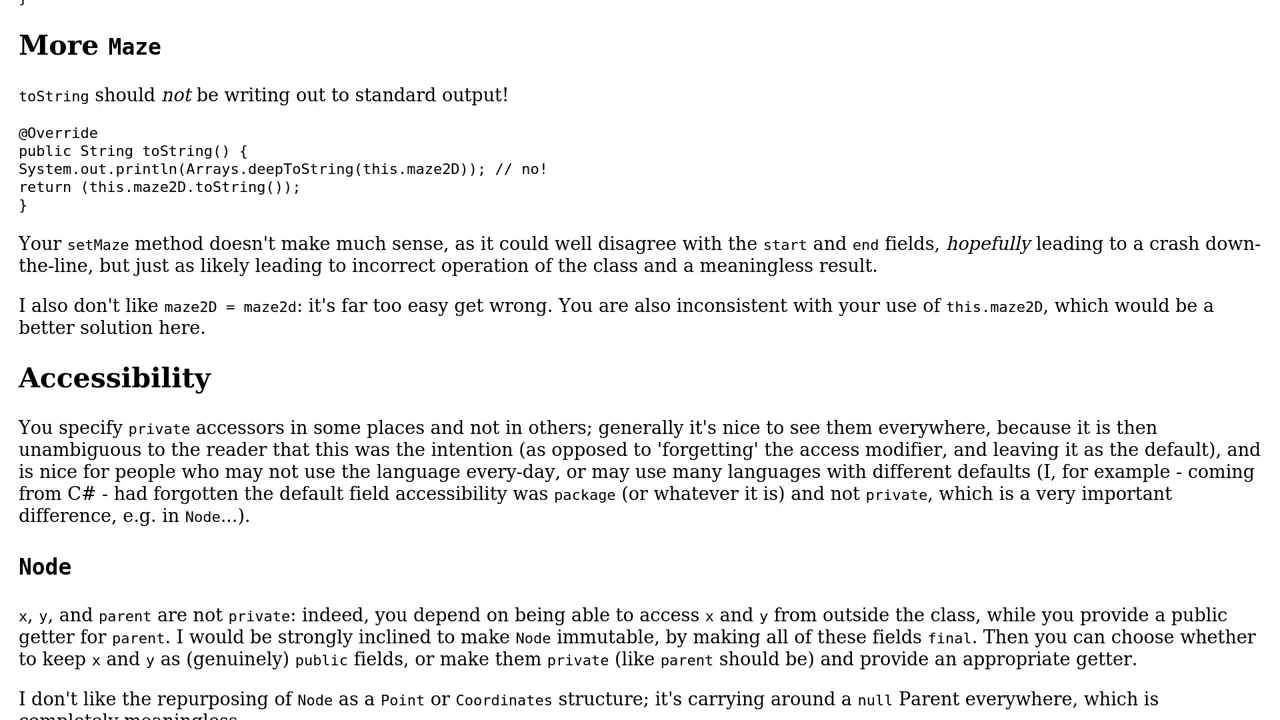 }
More Maze
toString should not be writing out to standard output!
@Override
public String toString() {
System.out.println(Arrays.deepToString(this.maze2D)); // no!
return (this.maze2D.toString());
}
Your setMaze method doesn't make much sense, as it could well disagree with the start and end fields, hopefully leading to a crash down-
the-line, but just as likely leading to incorrect operation of the class and a meaningless result.
I also don't like maze2D = maze2d: it's far too easy get wrong. You are also inconsistent with your use of this.maze2D, which would be a
better solution here.
Accessibility
You specify private accessors in some places and not in others; generally it's nice to see them everywhere, because it is then
unambiguous to the reader that this was the intention (as opposed to 'forgetting' the access modifier, and leaving it as the default), and
is nice for people who may not use the language every-day, or may use many languages with different defaults (I, for example - coming
from C# - had forgotten the default field accessibility was package (or whatever it is) and not private, which is a very important
difference, e.g. in Node...).
Node
x, y, and parent are not private: indeed, you depend on being able to access x and y from outside the class, while you provide a public
getter for parent. I would be strongly inclined to make Node immutable, by making all of these fields final. Then you can choose whether
to keep x and y as (genuinely) public fields, or make them private (like parent should be) and provide an appropriate getter.
I don't like the repurposing of Node as a Point or Coordinates structure; it's carrying around a null Parent everywhere, which is
completely meaningless.